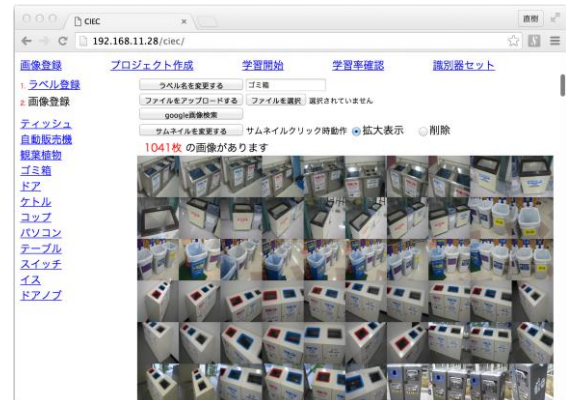 CIEC
直樹
192.168.11.28/ciec/
画像登録 プロジェクト作成 学習開始 学習率確認 識別器セット
1. ラベル登録
2. 画像登録
ラベル名を変更する ゴミ箱
ファイルをアップロードする ファイルを選択 選択されていません
google画像検索
サムネイルを変更する サムネイルクリック時動作 拡大表示 削除
1041枚 の画像があります
ティッシュ
自動販売機
観葉植物
ゴミ箱
ドア
ケトル
コップ
パソコン
テーブル
スイッチ
イス
ドアノブ